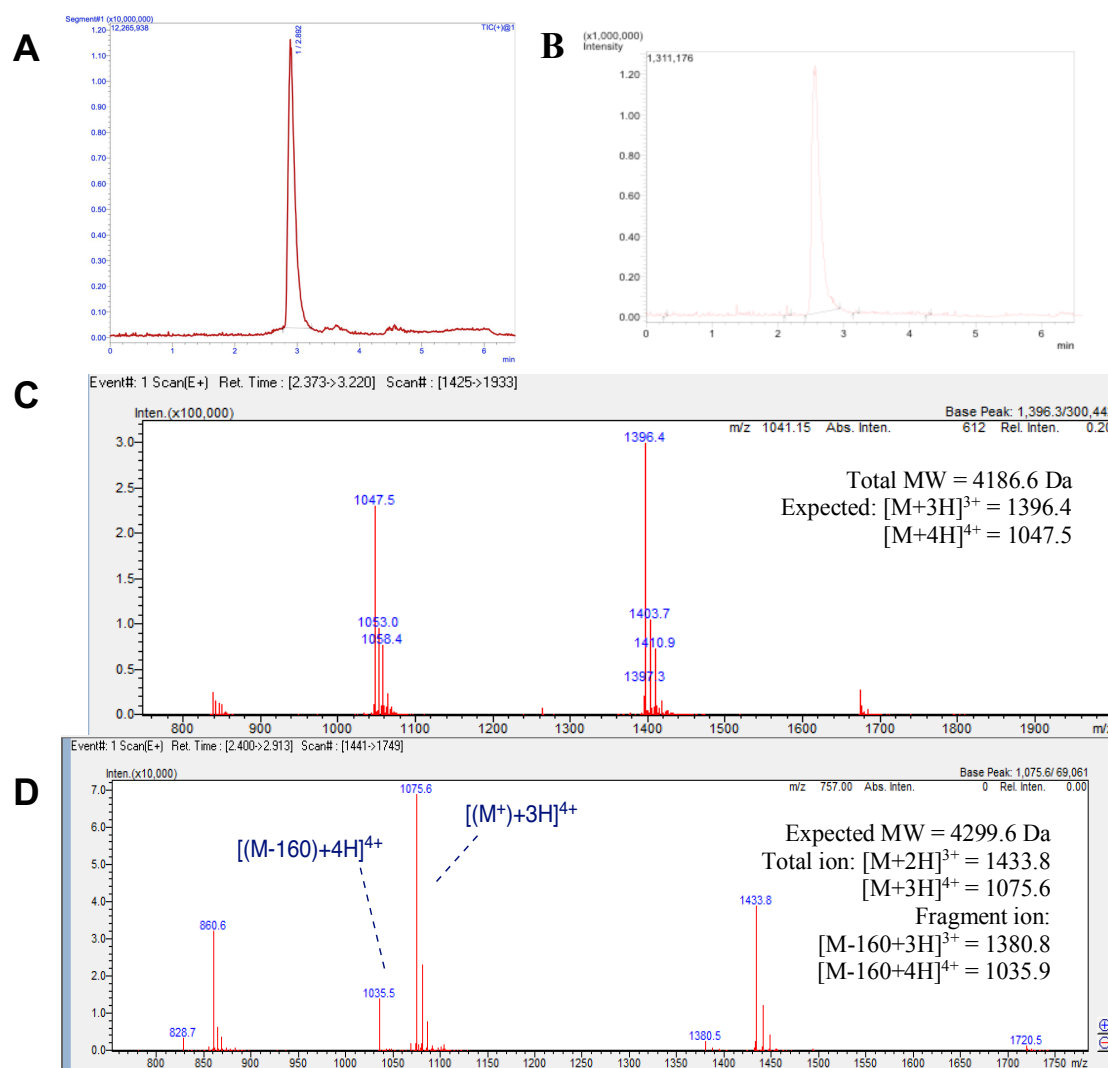 A
Segment#1 (x10,000,000)
12,265,938
TIC(+)@1
1 / 2.892
1.20
1.10
1.00
0.90
0.80
0.70
0.60
0.50
0.40
0.30
0.20
0.10
0.00
0 1 2 3 4 5 6
min
B
(x1,000,000)
Intensity
1,311,176
1.20
1.00
0.80
0.60
0.40
0.20
0.00
0 1 2 3 4 5 6
min
C
Event#: 1 Scan(E+) Ret. Time : [2.373->3.220] Scan# : [1425->1933]
Inten.(x100,000)
Base Peak: 1,396.3/300,442
m/z 1041.15 Abs. Inten. 612 Rel. Inten. 0.20
3.0
2.5
2.0
1.5
1.0
0.5
0.0
1396.4
1047.5
1053.0
1058.4
1403.7
1410.9
1397.3
Total MW = 4186.6 Da
Expected: [M+3H]3+ = 1396.4
[M+4H]4+ = 1047.5
800 900 1000 1100 1200 1300 1400 1500 1600 1700 1800 1900 m/z
D
Event#: 1 Scan(E+) Ret. Time : [2.400->2.913] Scan# : [1441->1749]
Inten.(x10,000)
Base Peak: 1,075.6/ 69,061
m/z 757.00 Abs. Inten. 0 Rel. Inten. 0.00
7.0
6.0
5.0
4.0
3.0
2.0
1.0
0.0
1075.6
[(M+)+3H]4+
[(M-160)+4H]4+
860.6
828.7
1035.5
1433.8
1380.5
1720.5
Expected MW = 4299.6 Da
Total ion: [M+2H]3+ = 1433.8
[M+3H]4+ = 1075.6
Fragment ion:
[M-160+3H]3+ = 1380.8
[M-160+4H]4+ = 1035.9
800 850 900 950 1000 1050 1100 1150 1200 1250 1300 1350 1400 1450 1500 1550 1600 1650 1700 1750 m/z